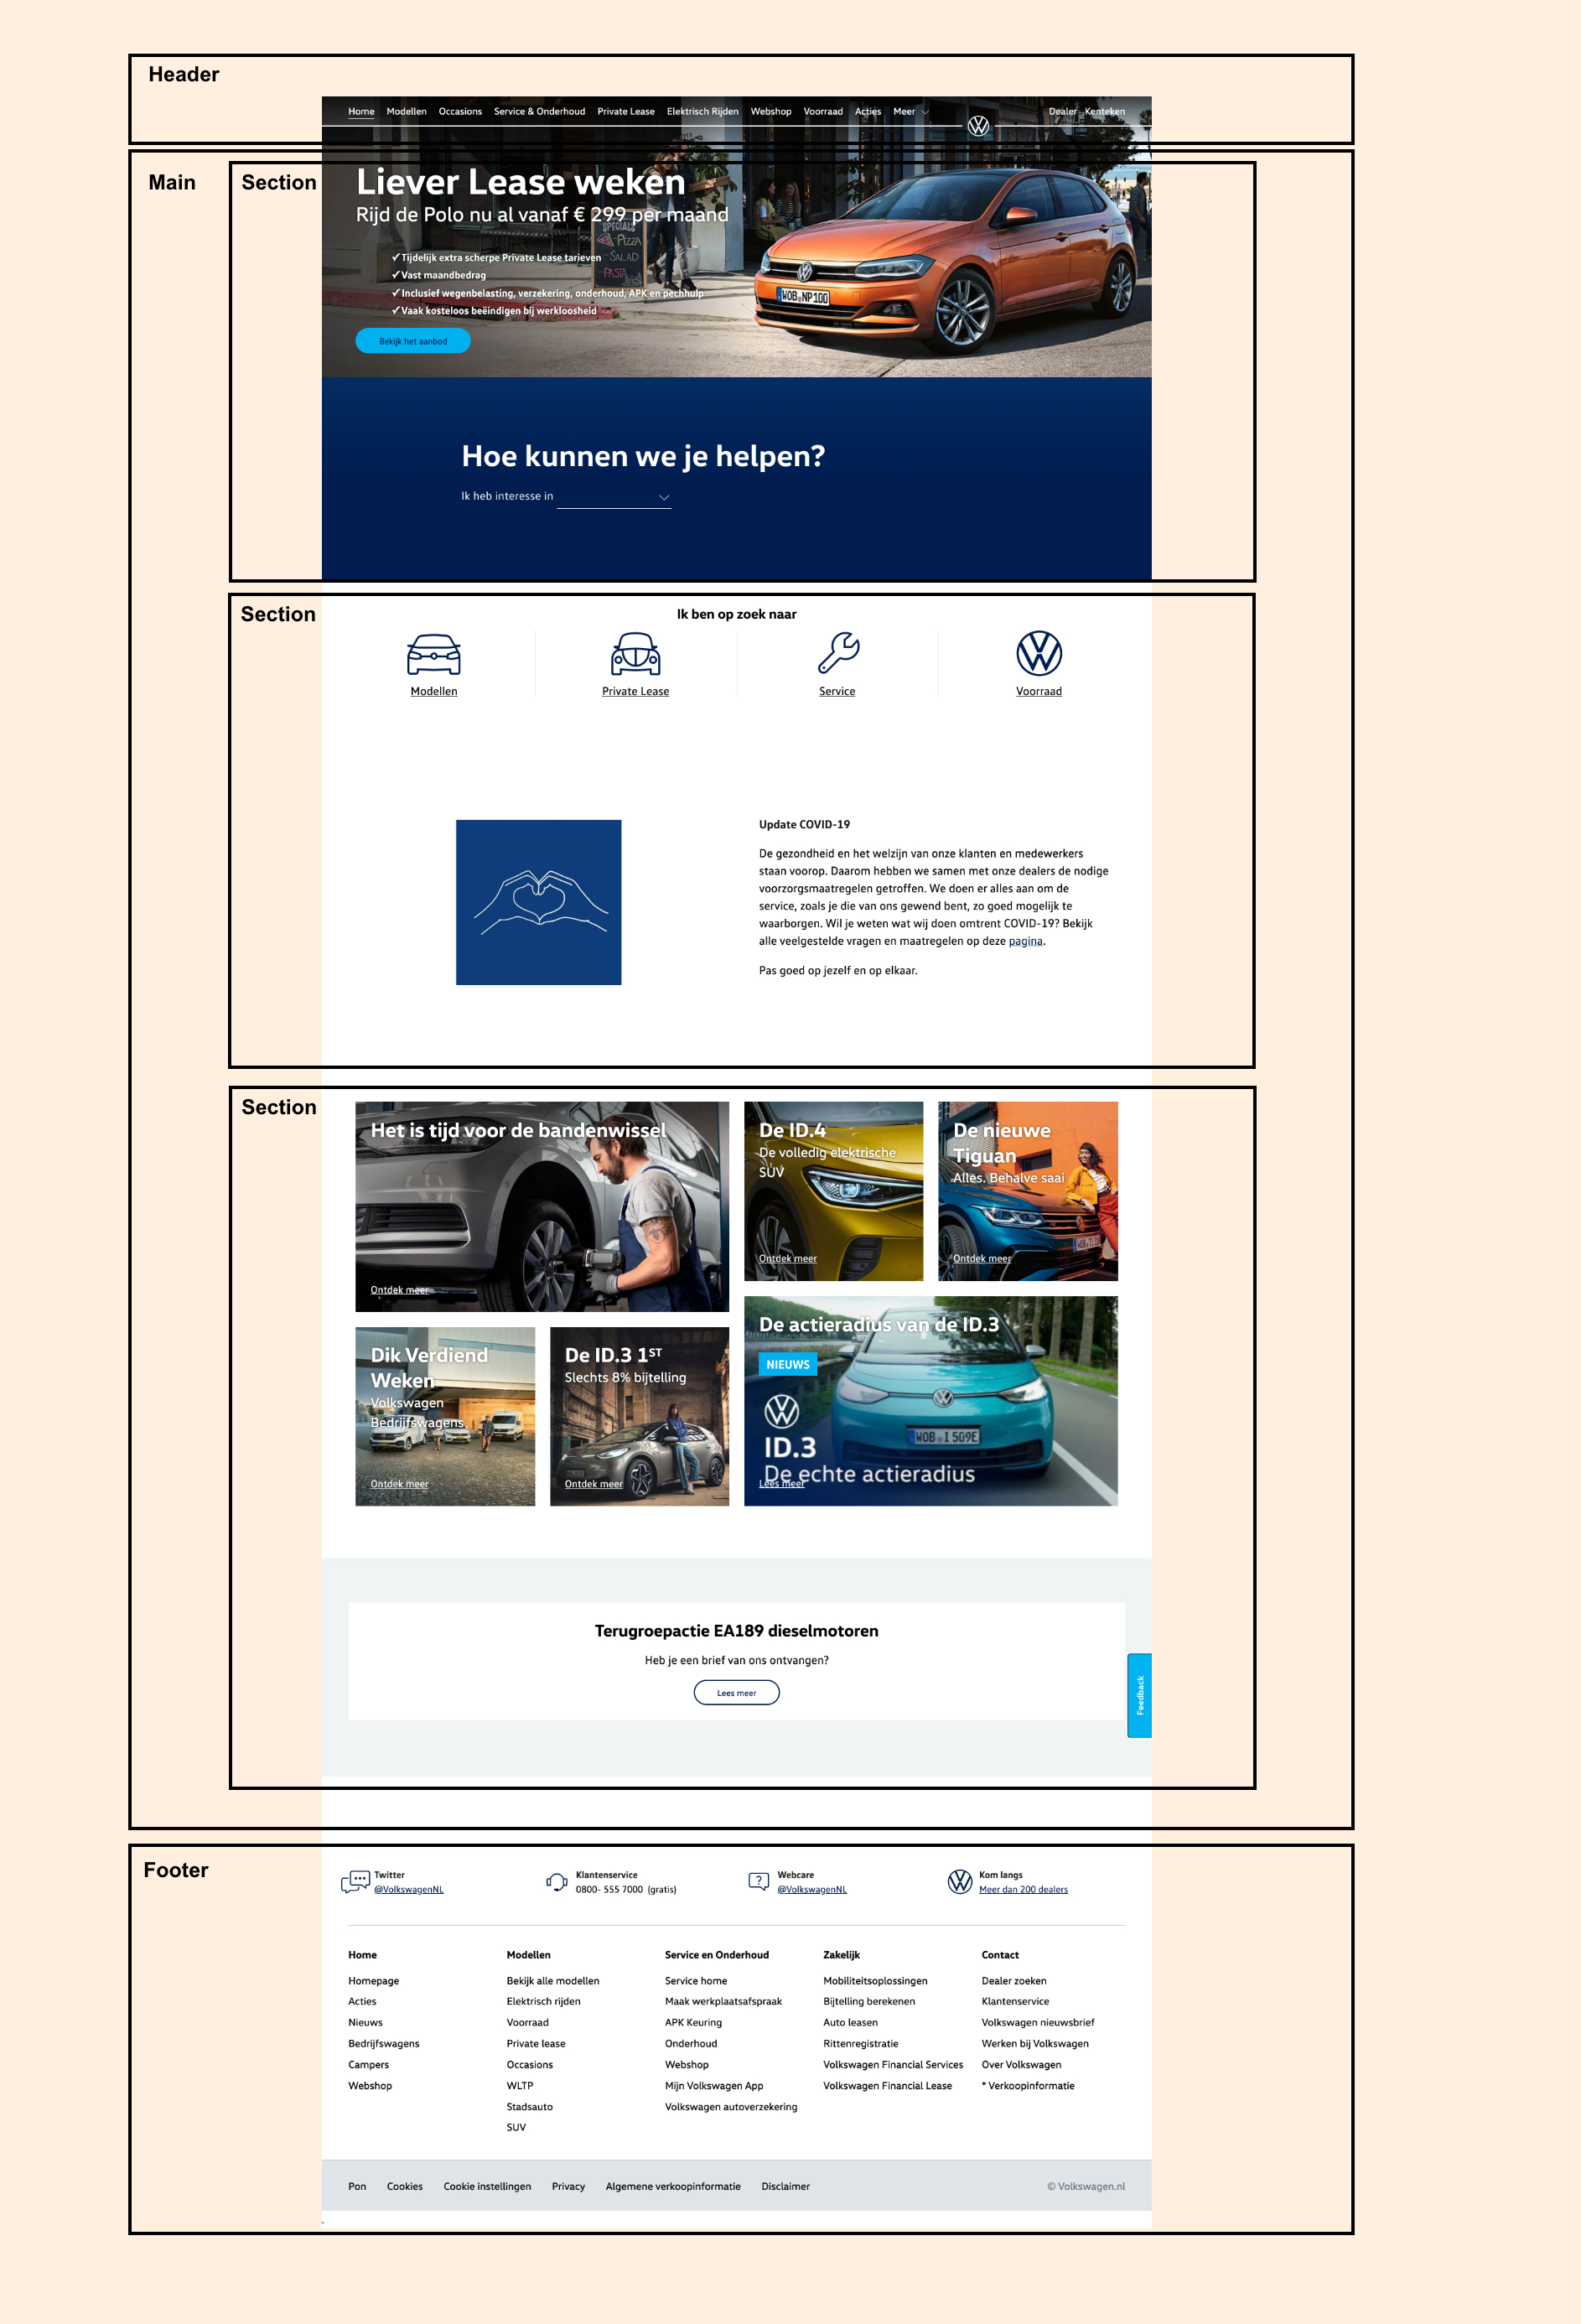 Header
Home Modellen Occasions Service & Onderhoud Private Lease Elektrisch Rijden Webshop Voorraad Acties Meer Dealer Kenteken
Main
Section
Liever Lease weken
Rijd de Polo nu al vanaf € 299 per maand
SPECIALS
PIZZA
SALAD
PASTA
✓ Tijdelijk extra scherpe Private Lease tarieven
✓ Vast maandbedrag
✓ Inclusief wegenbelasting, verzekering, onderhoud, APK en pechhulp
✓ Vaak kosteloos beëindigen bij werkloosheid
WOB NP 100
Bekijk het aanbod
Hoe kunnen we je helpen?
Ik heb interesse in
Section
Ik ben op zoek naar
Modellen
Private Lease
Service
Voorraad
Update COVID-19
De gezondheid en het welzijn van onze klanten en medewerkers
staan voorop. Daarom hebben we samen met onze dealers de nodige
voorzorgsmaatregelen getroffen. We doen er alles aan om de
service, zoals je die van ons gewend bent, zo goed mogelijk te
waarborgen. Wil je weten wat wij doen omtrent COVID-19? Bekijk
alle veelgestelde vragen en maatregelen op deze pagina.
Pas goed op jezelf en op elkaar.
Section
Het is tijd voor de bandenwissel
Ontdek meer
De ID.4
De volledig elektrische
SUV
Ontdek meer
De nieuwe
Tiguan
Alles. Behalve saai
Ontdek meer
Dik Verdiend
Weken
Volkswagen
Bedrijfswagens
Ontdek meer
De ID.3 1ST
Slechts 8% bijtelling
Ontdek meer
De actieradius van de ID.3
NIEUWS
WOB I 509E
ID.3
De echte actieradius
Lees meer
Terugroepactie EA189 dieselmotoren
Heb je een brief van ons ontvangen?
Lees meer
Feedback
Footer
Twitter
@VolkswagenNL
Klantenservice
0800- 555 7000 (gratis)
Webcare
@VolkswagenNL
Kom langs
Meer dan 200 dealers
Home
Homepage
Acties
Nieuws
Bedrijfswagens
Campers
Webshop
Modellen
Bekijk alle modellen
Elektrisch rijden
Voorraad
Private lease
Occasions
WLTP
Stadsauto
SUV
Service en Onderhoud
Service home
Maak werkplaatsafspraak
APK Keuring
Onderhoud
Webshop
Mijn Volkswagen App
Volkswagen autoverzekering
Zakelijk
Mobiliteitsoplossingen
Bijtelling berekenen
Auto leasen
Rittenregistratie
Volkswagen Financial Services
Volkswagen Financial Lease
Contact
Dealer zoeken
Klantenservice
Volkswagen nieuwsbrief
Werken bij Volkswagen
Over Volkswagen
* Verkoopinformatie
Pon Cookies Cookie instellingen Privacy Algemene verkoopinformatie Disclaimer © Volkswagen.nl